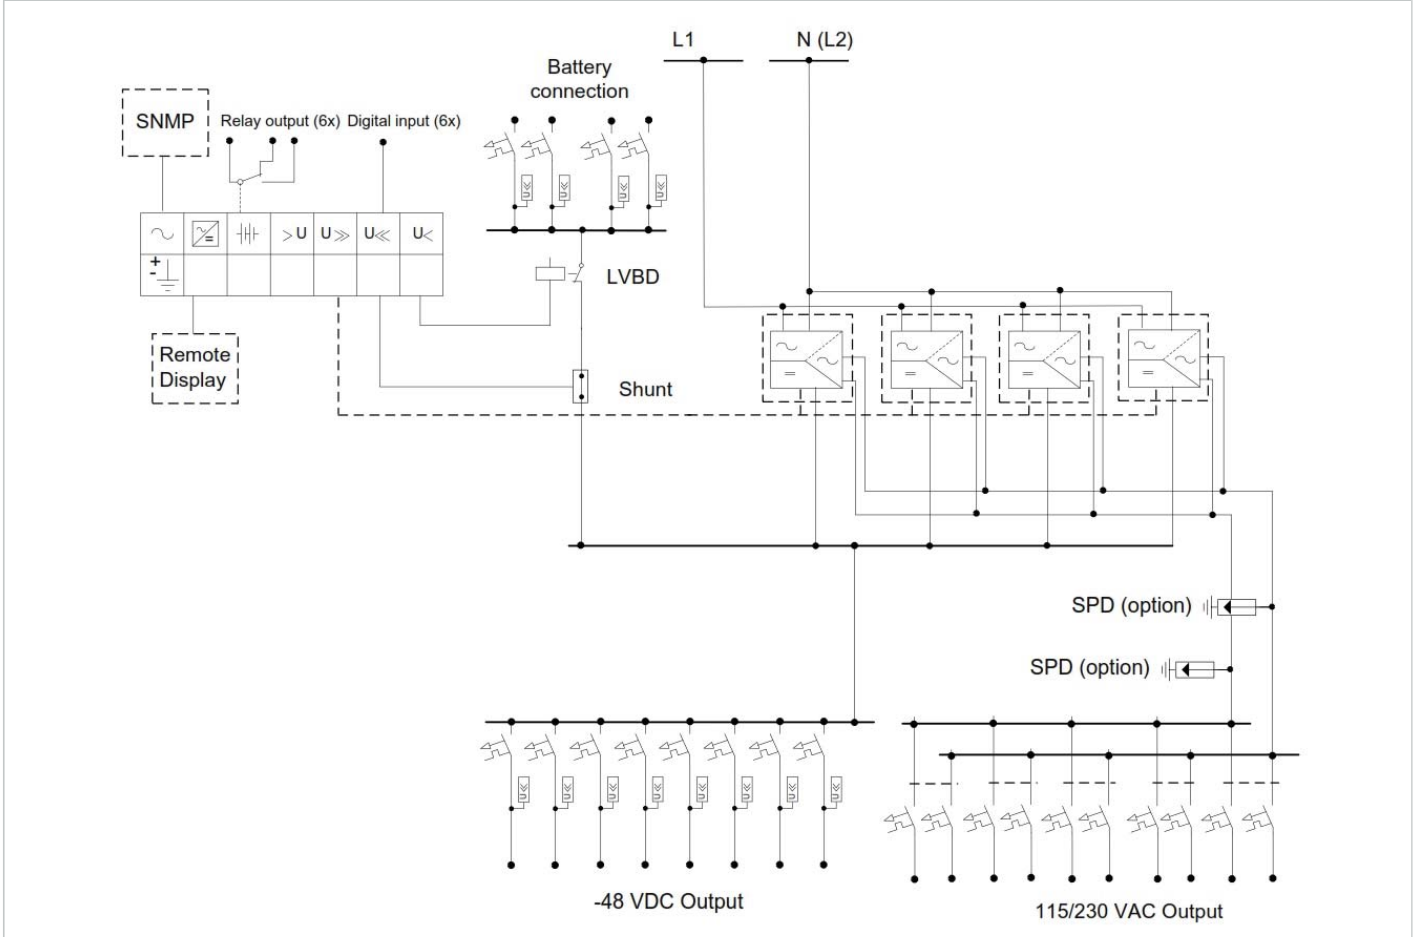 L1
N (L2)
Battery
connection
SNMP
Relay output (6x)
Digital input (6x)
>U
U>>
U<<
U<
+
-
LVBD
Remote
Display
Shunt
SPD (option)
SPD (option)
-48 VDC Output
115/230 VAC Output